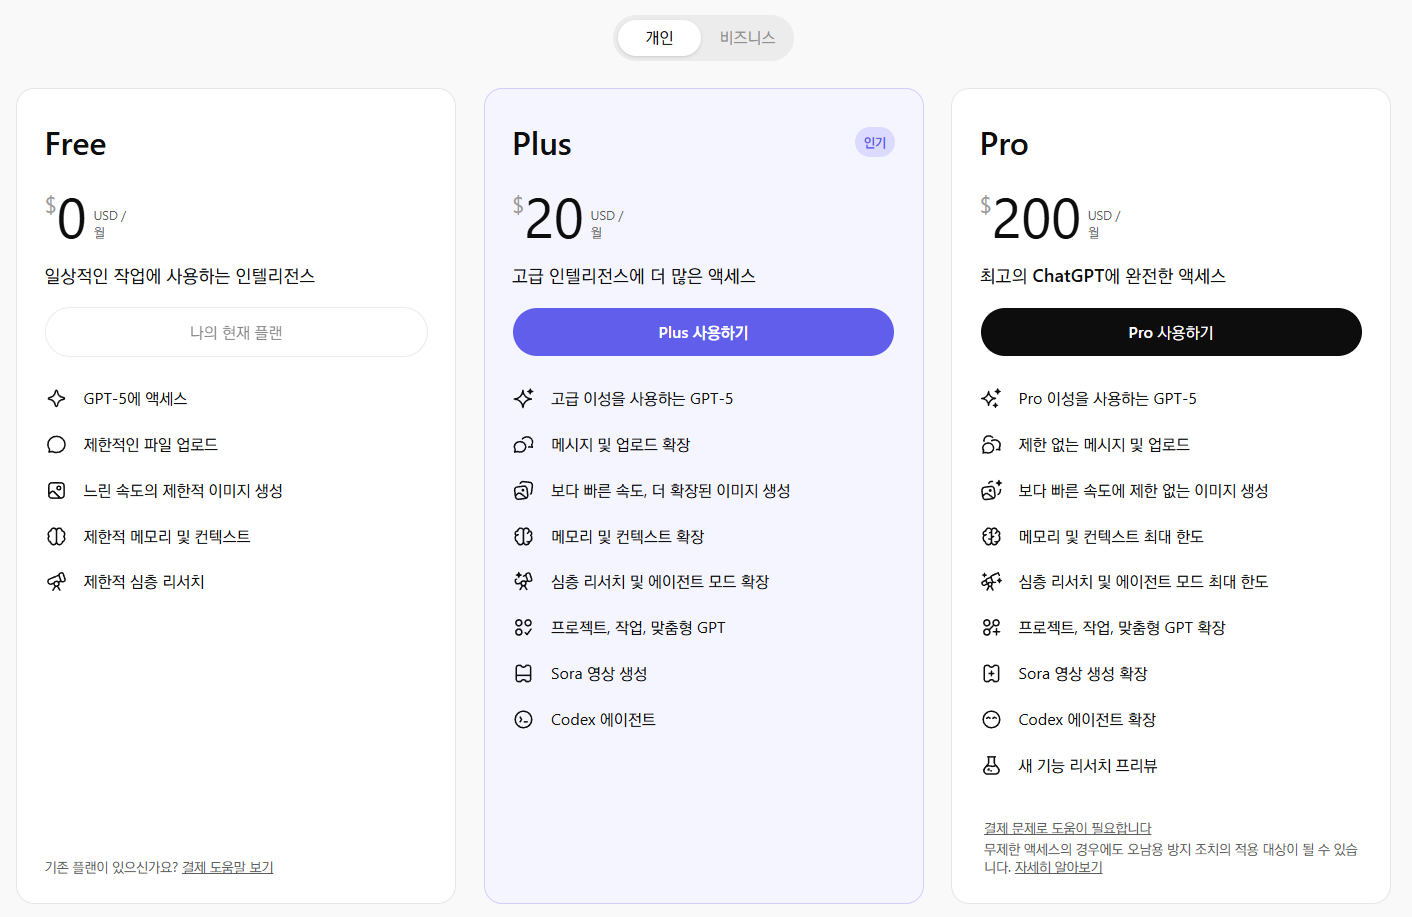 개인
비즈니스
Free
$0 USD /
월
일상적인 작업에 사용하는 인텔리전스
나의 현재 플랜
GPT-5에 액세스
제한적인 파일 업로드
느린 속도의 제한적 이미지 생성
제한적 메모리 및 컨텍스트
제한적 심층 리서치
기존 플랜이 있으신가요? 결제 도움말 보기
Plus
인기
$20 USD /
월
고급 인텔리전스에 더 많은 액세스
Plus 사용하기
고급 이성을 사용하는 GPT-5
메시지 및 업로드 확장
보다 빠른 속도, 더 확장된 이미지 생성
메모리 및 컨텍스트 확장
심층 리서치 및 에이전트 모드 확장
프로젝트, 작업, 맞춤형 GPT
Sora 영상 생성
Codex 에이전트
Pro
$200 USD /
월
최고의 ChatGPT에 완전한 액세스
Pro 사용하기
Pro 이성을 사용하는 GPT-5
제한 없는 메시지 및 업로드
보다 빠른 속도에 제한 없는 이미지 생성
메모리 및 컨텍스트 최대 한도
심층 리서치 및 에이전트 모드 최대 한도
프로젝트, 작업, 맞춤형 GPT 확장
Sora 영상 생성 확장
Codex 에이전트 확장
새 기능 리서치 프리뷰
결제 문제로 도움이 필요합니다
무제한 액세스의 경우에도 오남용 방지 조치의 적용 대상이 될 수 있습
니다. 자세히 알아보기